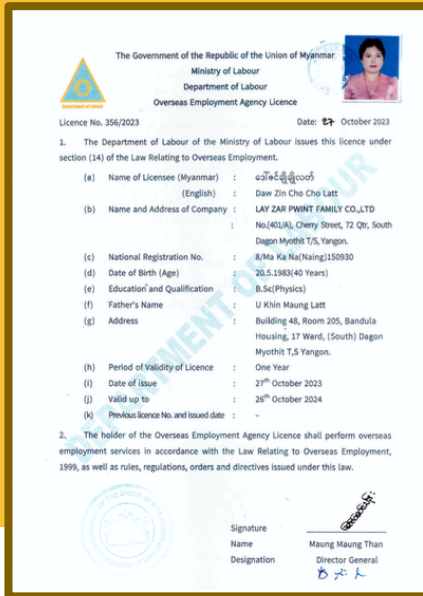 The Government of the Republic of the Union of Myanmar
Ministry of Labour
Department of Labour
Overseas Employment Agency Licence
Department of Labour
Licence No. 356/2023
Date: 27 October 2023
1. The Department of Labour of the Ministry of Labour issues this licence under
section (14) of the Law Relating to Overseas Employment.
(a) Name of Licensee (Myanmar) : ဒေါ်ဇင်ချိုချိုလတ်
(English) : Daw Zin Cho Cho Latt
(b) Name and Address of Company : LAY ZAR PWINT FAMILY CO.,LTD
: No.(401/A), Cherry Street, 72 Qtr, South
Dagon Myothit T/S, Yangon.
(c) National Registration No. : 8/Ma Ka Na(Naing)150930
(d) Date of Birth (Age) : 20.5.1983(40 Years)
(e) Education and Qualification : B.Sc(Physics)
(f) Father's Name : U Khin Maung Latt
(g) Address : Building 48, Room 205, Bandula
Housing, 17 Ward, (South) Dagon
Myothit T,S Yangon.
(h) Period of Validity of Licence : One Year
(i) Date of issue : 27th October 2023
(j) Valid up to : 26th October 2024
(k) Previous licence No. and issued date : -
2. The holder of the Overseas Employment Agency Licence shall perform overseas
employment services in accordance with the Law Relating to Overseas Employment,
1999, as well as rules, regulations, orders and directives issued under this law.
DEPARTMENT OF LABOUR
Signature
Name Maung Maung Than
Designation Director General